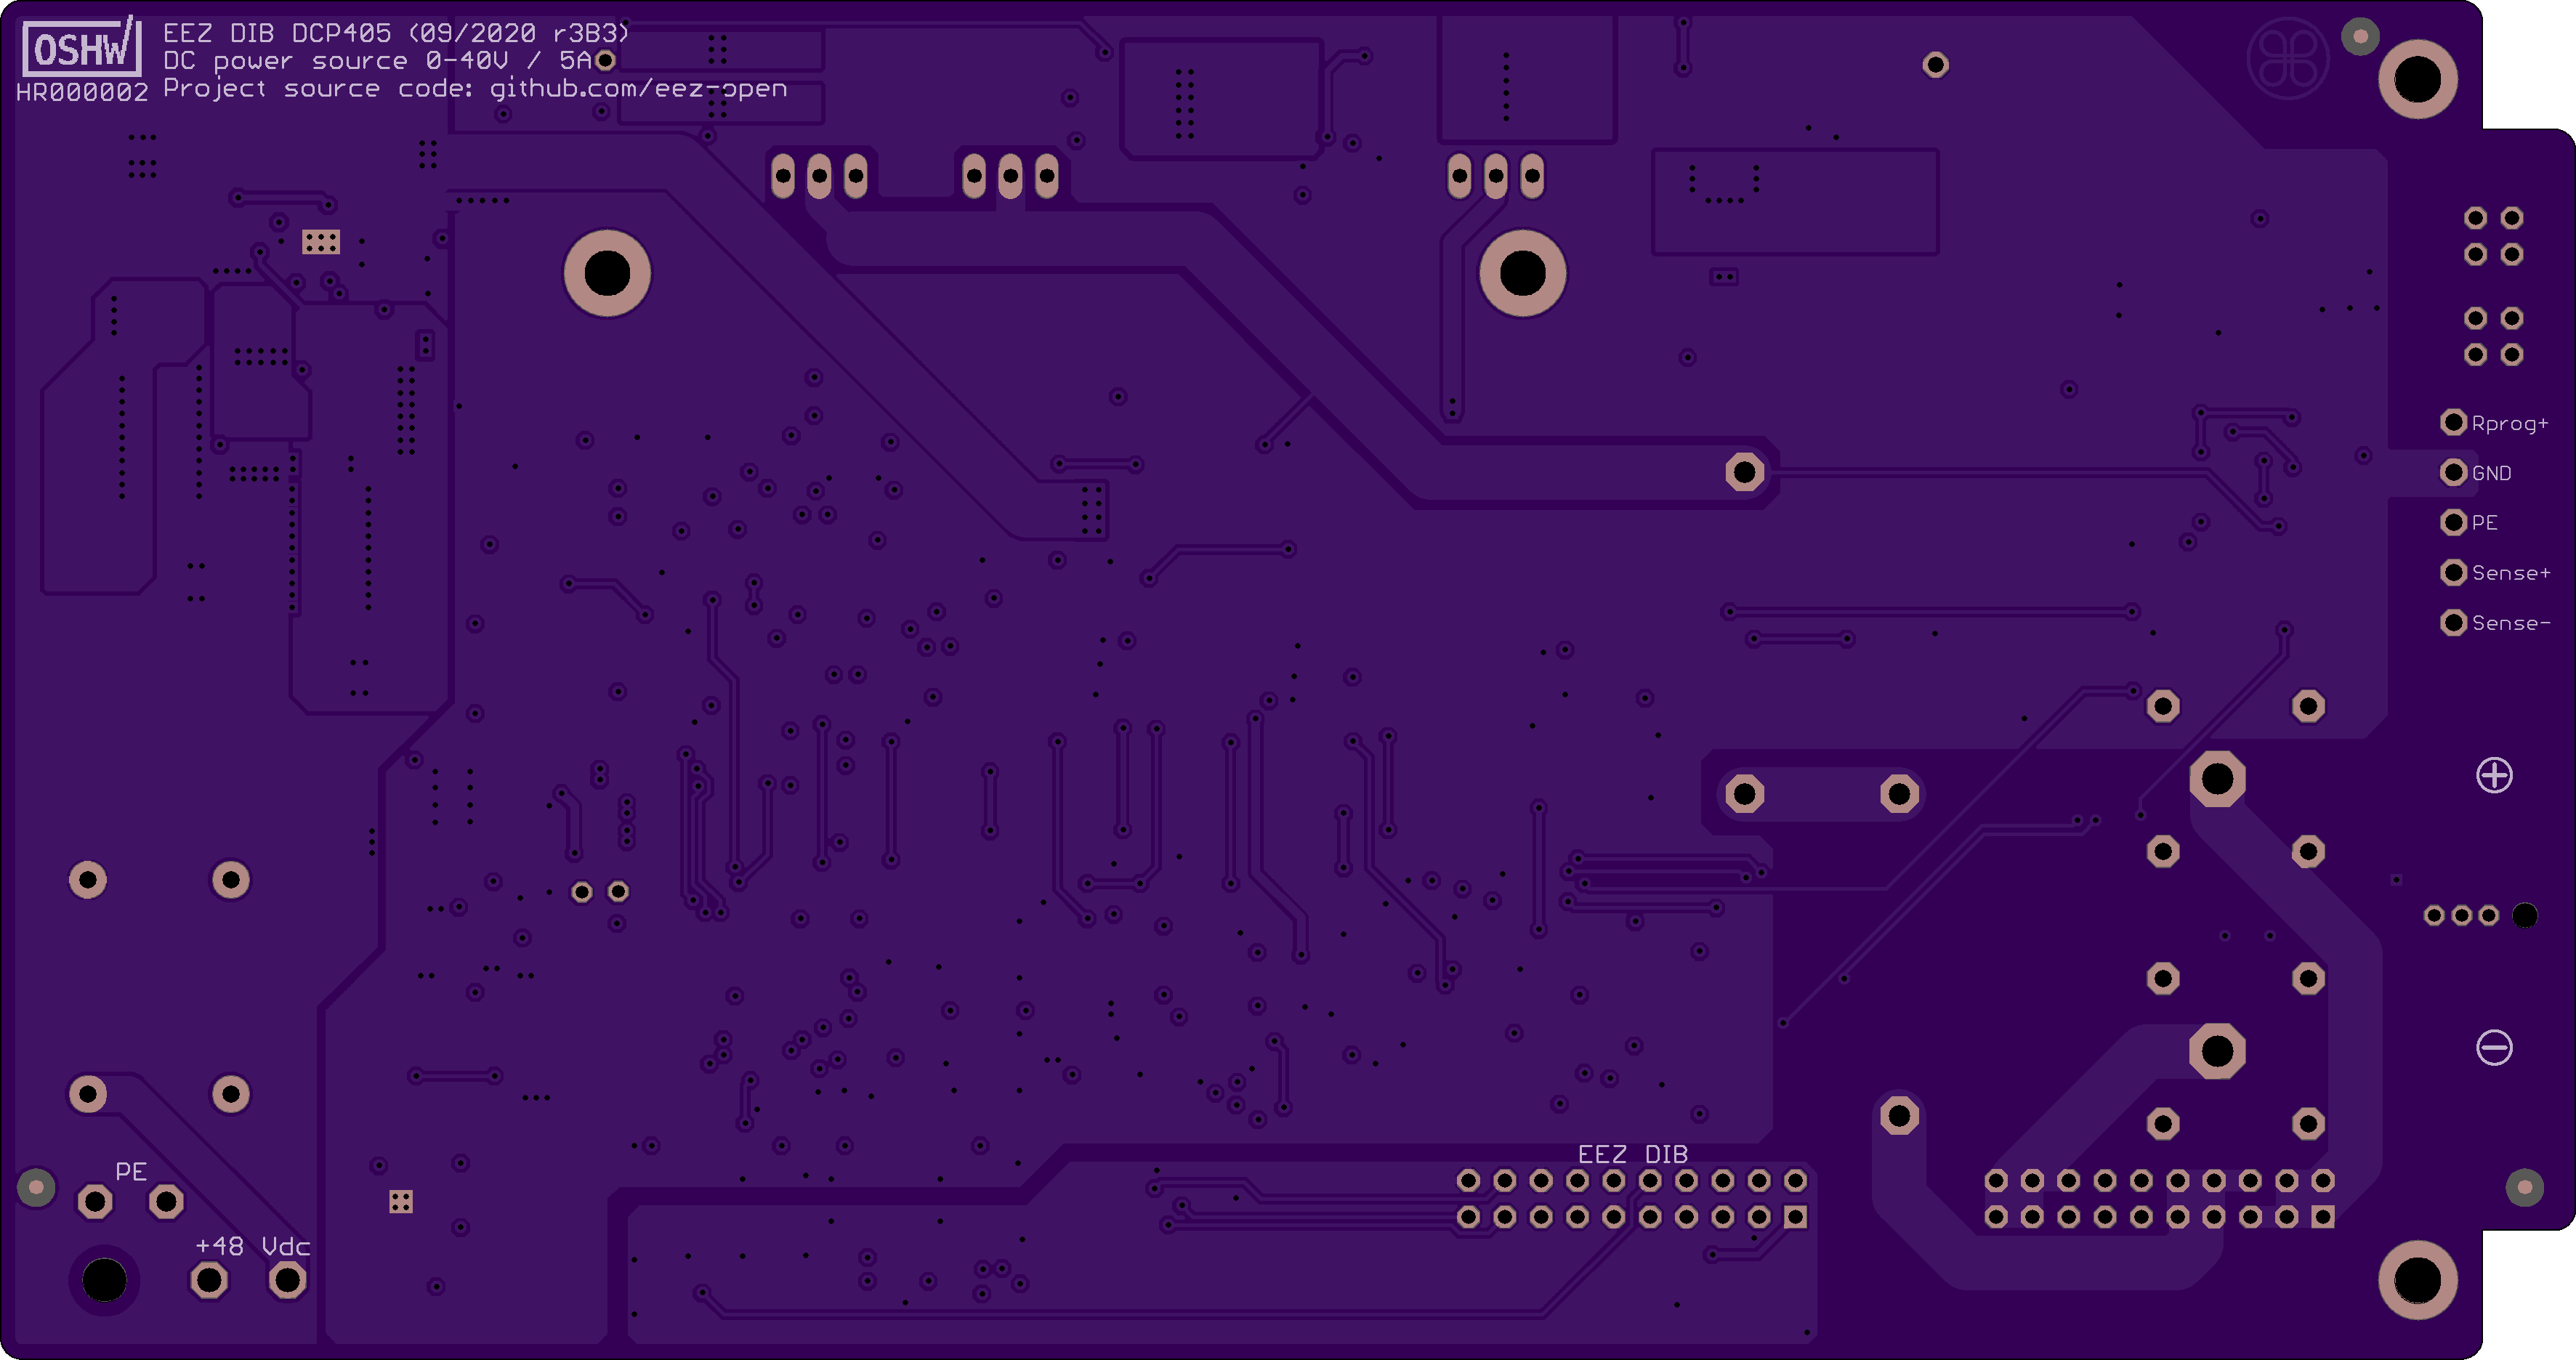 OSHW
HR000002
EEZ DIB DCP405 (09/2020 r3B3)
DC power source 0-40V / 5A
Project source code: github.com/eez-open
Rprog+
GND
PE
Sense+
Sense-
+
-
EEZ DIB
PE
+48 Vdc